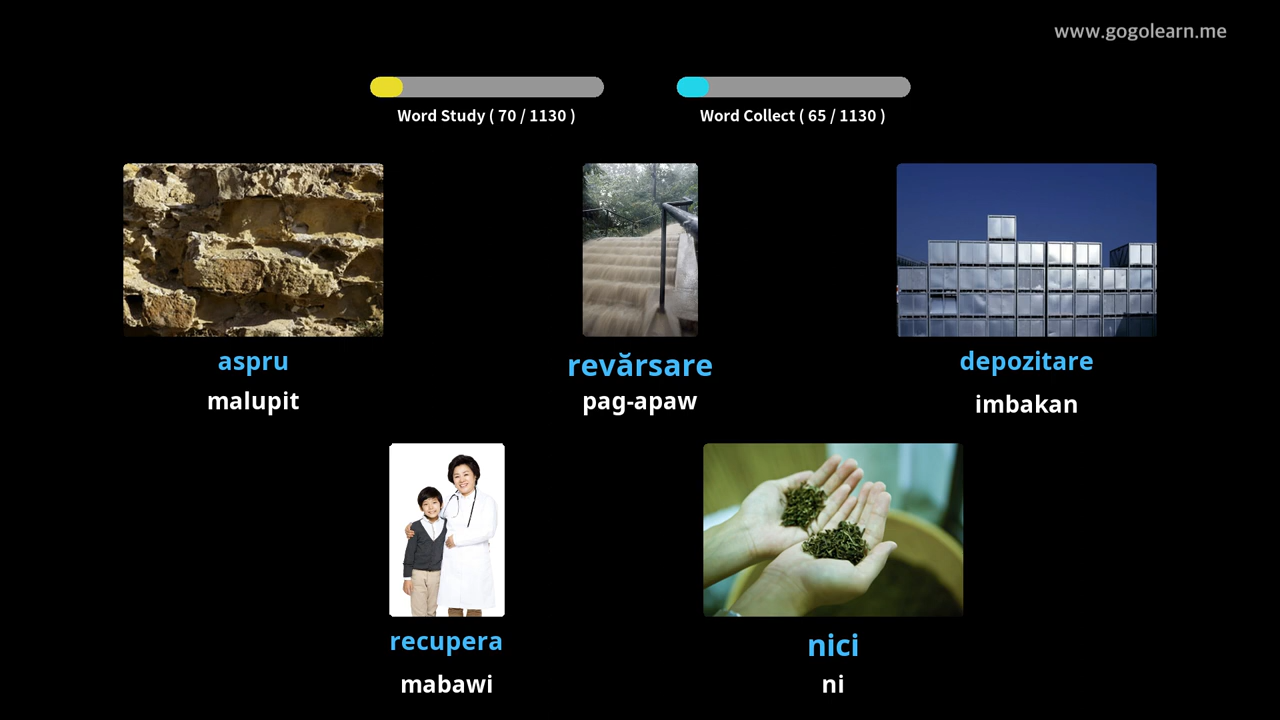 www.gogolearn.me
Word Study ( 70 / 1130 )
Word Collect ( 65 / 1130 )
aspru
malupit
revărsare
pag-apaw
depozitare
imbakan
recupera
mabawi
nici
ni